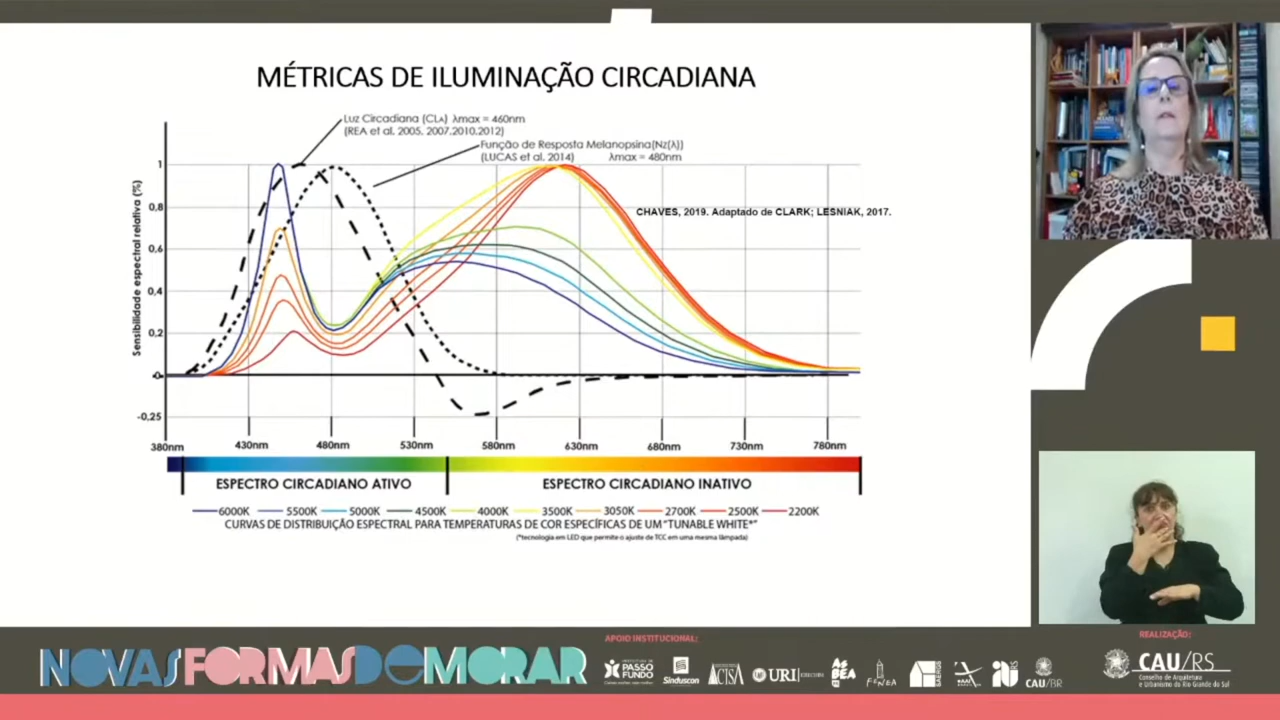 MÉTRICAS DE ILUMINAÇÃO CIRCADIANA
Luz Circadiana (CLA) λmax = 460nm
(REA et al. 2005, 2007,2010,2012)
Função de Resposta Melanopsina(Nz(λ))
(LUCAS et al. 2014) λmax = 480nm
CHAVES, 2019. Adaptado de CLARK; LESNIAK, 2017.
Sensibilidade espectral relativa (%)
1
0,8
0,6
0,4
0,2
0
-0,25
380nm 430nm 480nm 530nm 580nm 630nm 680nm 730nm 780nm
ESPECTRO CIRCADIANO ATIVO ESPECTRO CIRCADIANO INATIVO
6000K 5500K 5000K 4500K 4000K 3500K 3050K 2700K 2500K 2200K
CURVAS DE DISTRIBUIÇÃO ESPECTRAL PARA TEMPERATURAS DE COR ESPECÍFICAS DE UM "TUNABLE WHITE*"
(*tecnologia em LED que permite o ajuste de TCC em uma mesma lâmpada)
NOVAS FORMAS DE MORAR
APOIO INSTITUCIONAL:
PASSO FUNDO
Sinduscon
ACISA
URI
ASBEA
FENEA
CAU/BR
REALIZAÇÃO:
CAU/RS
Conselho de Arquitetura
e Urbanismo do Rio Grande do Sul